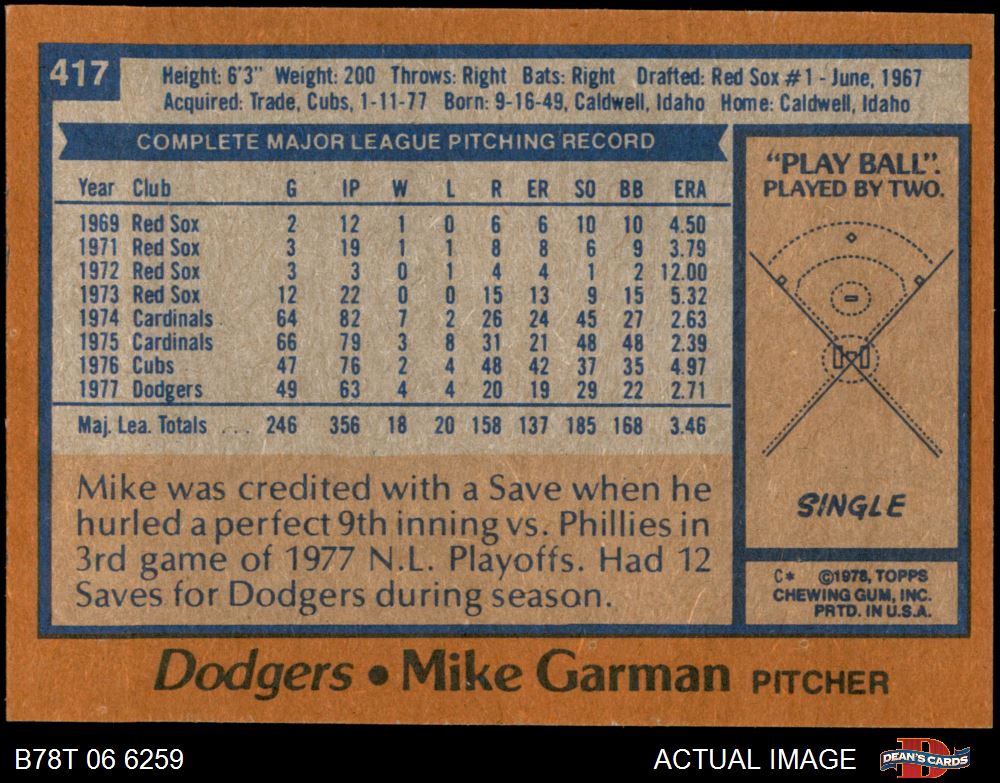 417
Height: 6'3" Weight: 200 Throws: Right Bats: Right Drafted: Red Sox #1 - June, 1967
Acquired: Trade, Cubs, 1-11-77 Born: 9-16-49, Caldwell, Idaho Home: Caldwell, Idaho
COMPLETE MAJOR LEAGUE PITCHING RECORD
Year Club G IP W L R ER SO BB ERA
1969 Red Sox 2 12 1 0 6 6 10 10 4.50
1971 Red Sox 3 19 1 1 8 8 6 9 3.79
1972 Red Sox 3 3 0 1 4 4 1 2 12.00
1973 Red Sox 12 22 0 0 15 13 9 15 5.32
1974 Cardinals 64 82 7 2 26 24 45 27 2.63
1975 Cardinals 66 79 3 8 31 21 48 48 2.39
1976 Cubs 47 76 2 4 48 42 37 35 4.97
1977 Dodgers 49 63 4 4 20 19 29 22 2.71
Maj. Lea. Totals . . . 246 356 18 20 158 137 185 168 3.46
Mike was credited with a Save when he
hurled a perfect 9th inning vs. Phillies in
3rd game of 1977 N.L. Playoffs. Had 12
Saves for Dodgers during season.
"PLAY BALL".
PLAYED BY TWO.
SINGLE
C* ©1978, TOPPS
CHEWING GUM, INC.
PRTD. IN U.S.A.
Dodgers • Mike Garman PITCHER
B78T 06 6259
ACTUAL IMAGE
D
DEAN'S CARDS